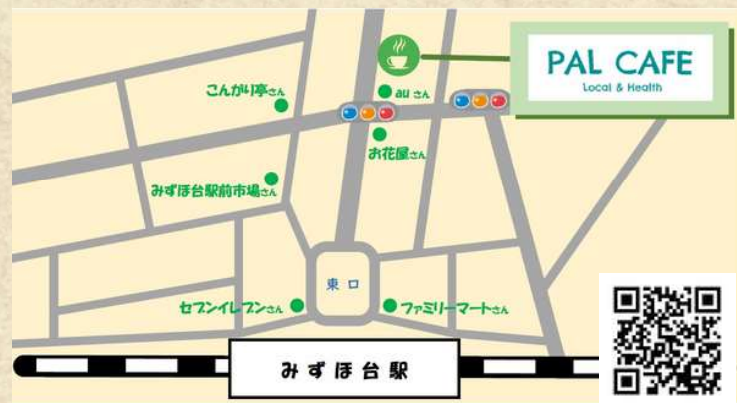 PAL CAFE
Local & Health
こんがり亭さん
auさん
お花屋さん
みずほ台駅前市場さん
東口
セブンイレブンさん
ファミリーマートさん
みずほ台駅